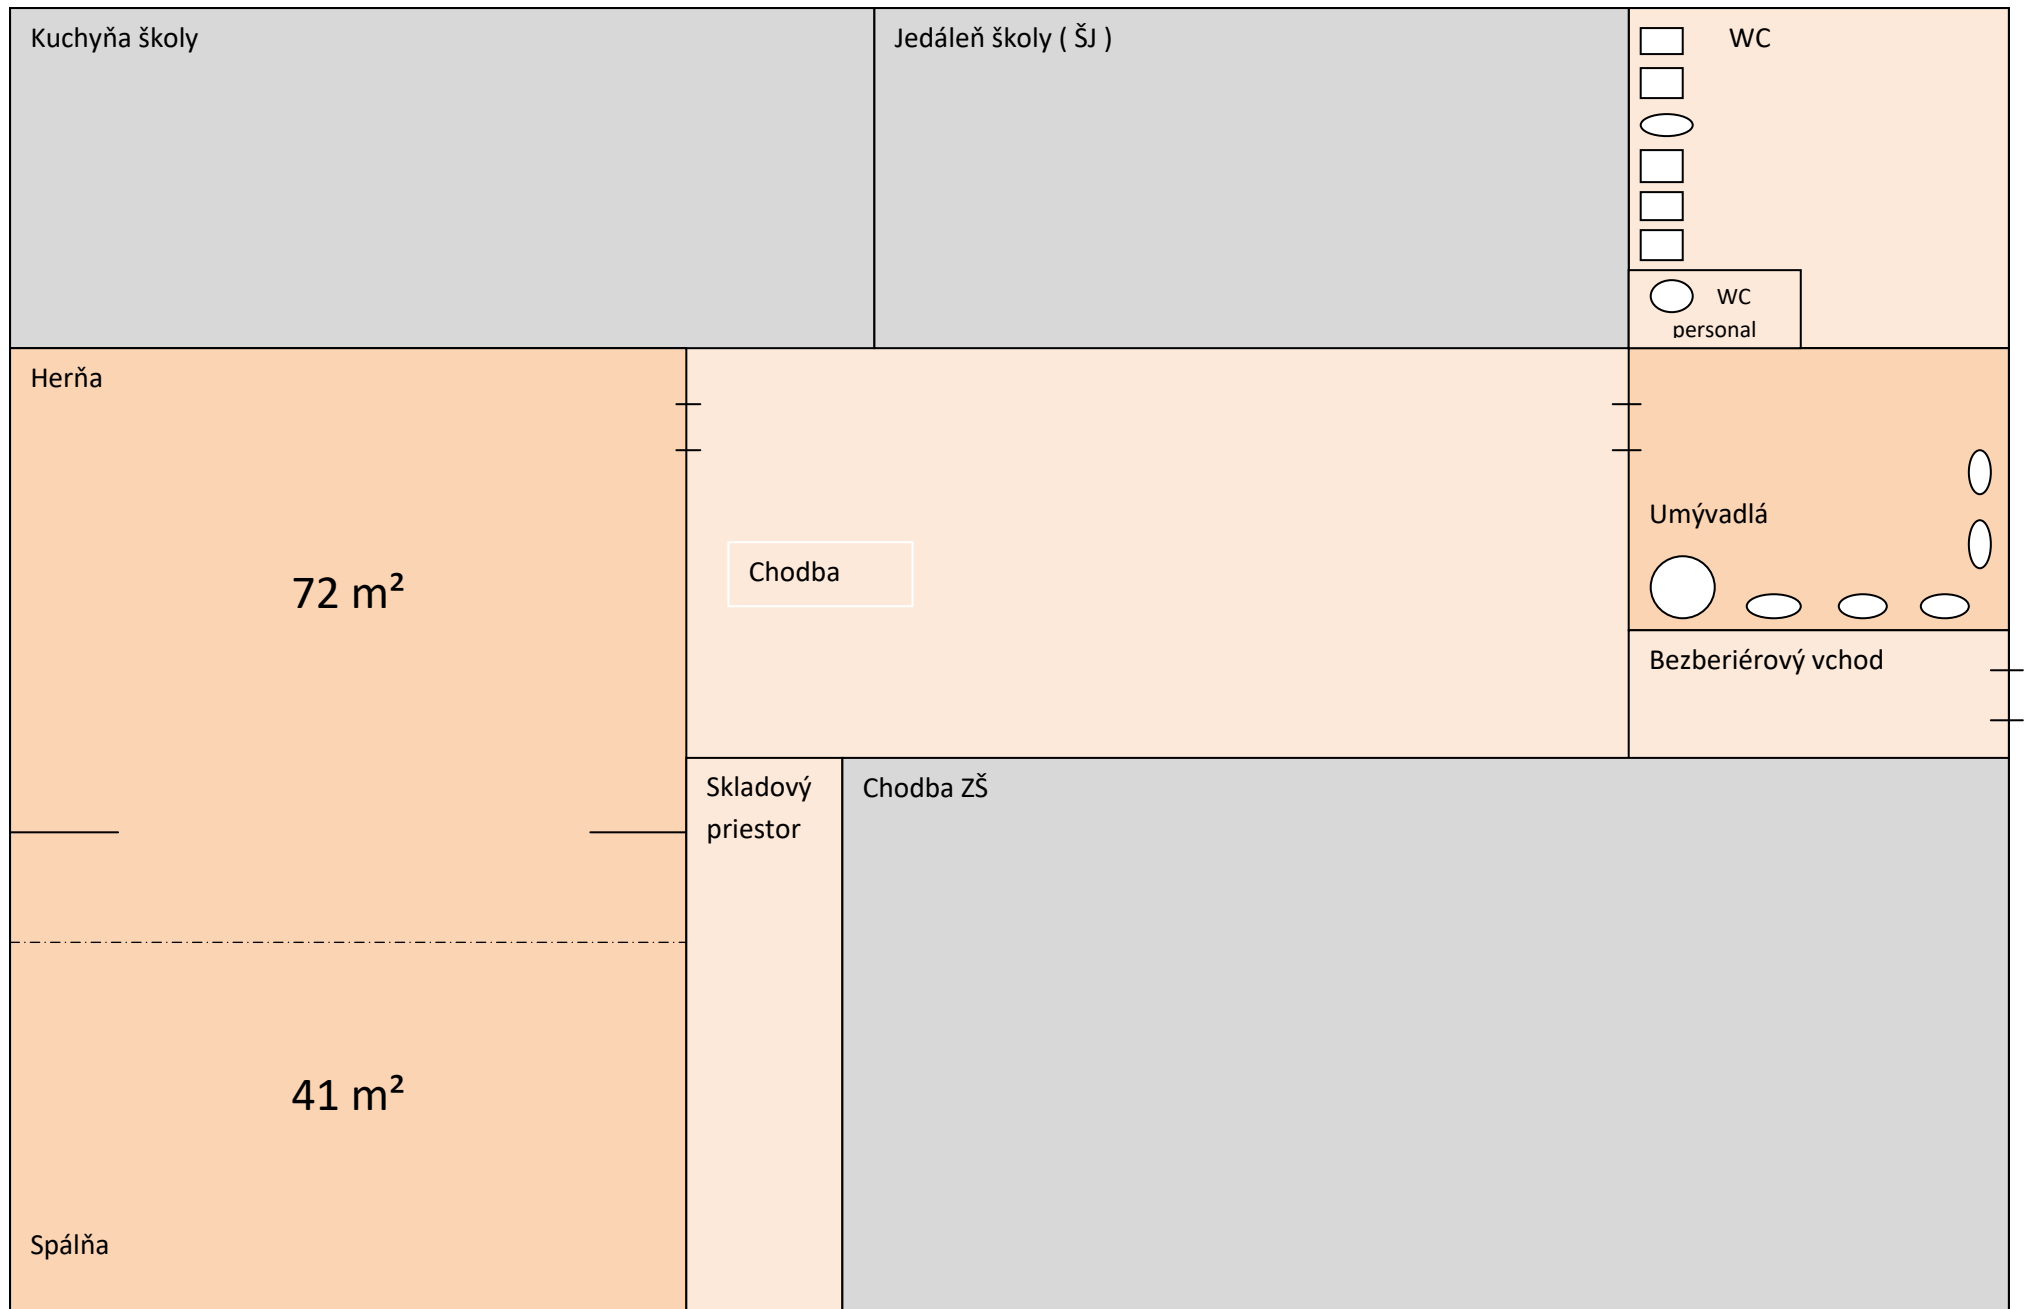 Kuchyňa školy
Jedáleň školy ( ŠJ )
WC
WC
personal
Herňa
72 m²
Chodba
Umývadlá
Bezberiérový vchod
Skladový
priestor
Chodba ZŠ
41 m²
Spálňa